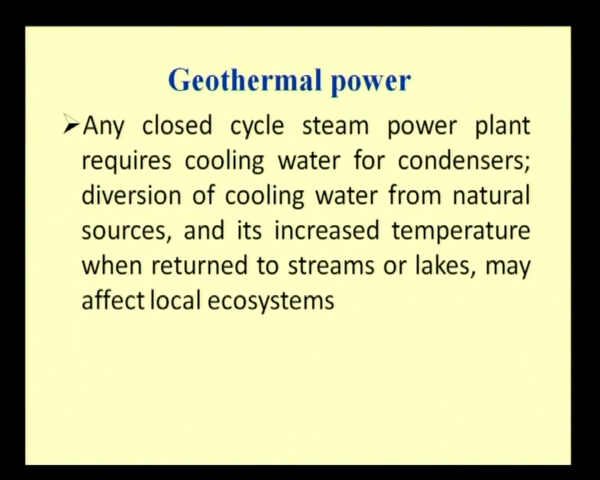 Geothermal power
➢Any closed cycle steam power plant
requires cooling water for condensers;
diversion of cooling water from natural
sources, and its increased temperature
when returned to streams or lakes, may
affect local ecosystems